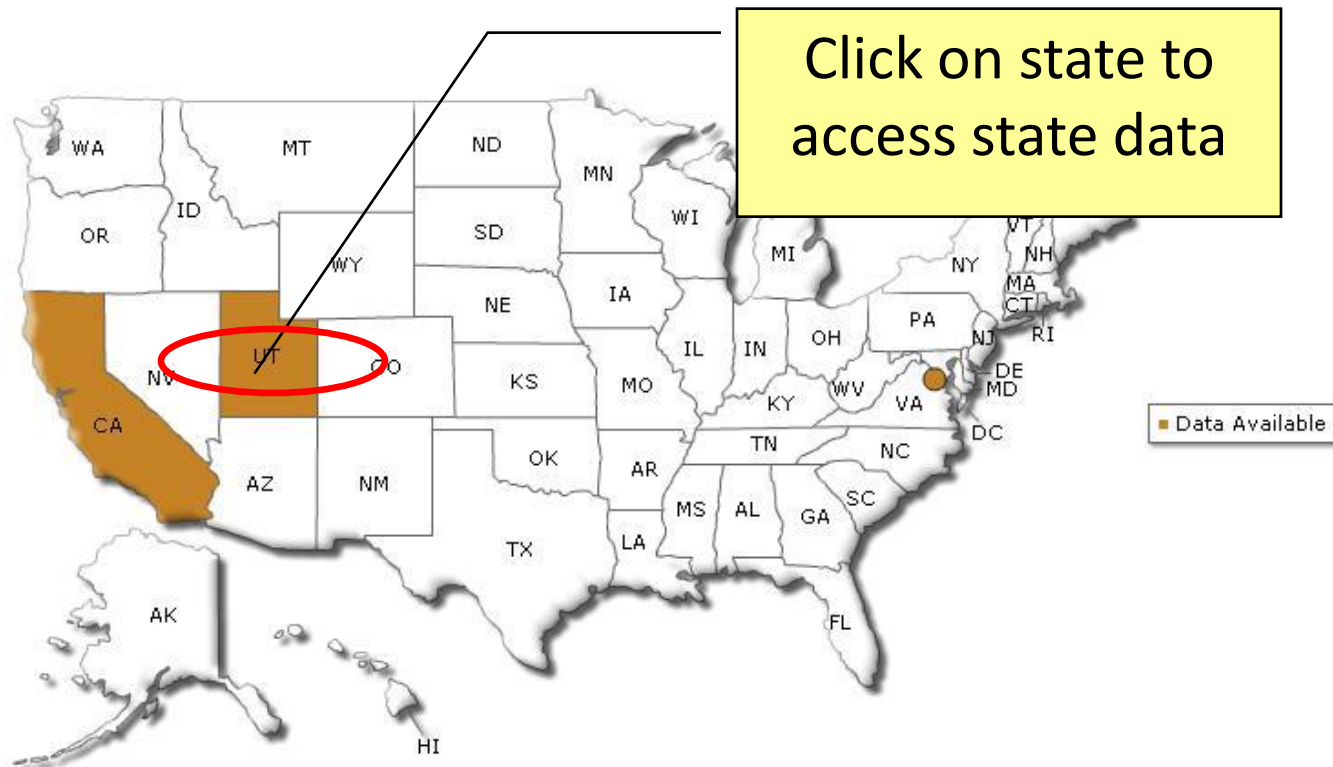 Click on state to
access state data
WA
MT
ND
MN
ID
OR
SD
WI
MI
VT
NH
NY
WY
MA
IA
NE
CT
PA
RI
OH
NJ
IL
IN
UT
NV
CO
DE
KS
MO
WV
MD
VA
KY
CA
DC
■ Data Available
TN
NC
OK
AR
AZ
NM
SC
MS
AL
GA
TX
LA
AK
FL
HI